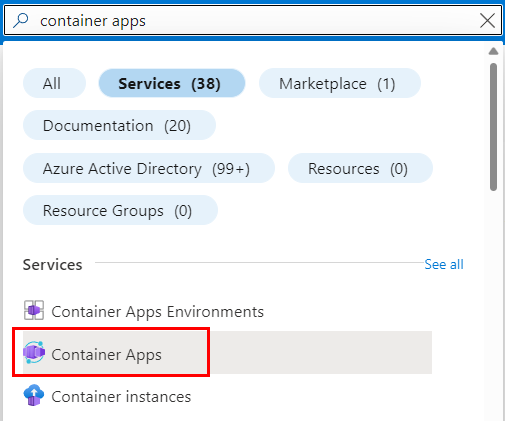 container apps
All Services (38) Marketplace (1)
Documentation (20)
Azure Active Directory (99+) Resources (0)
Resource Groups (0)
Services See all
Container Apps Environments
Container Apps
Container instances